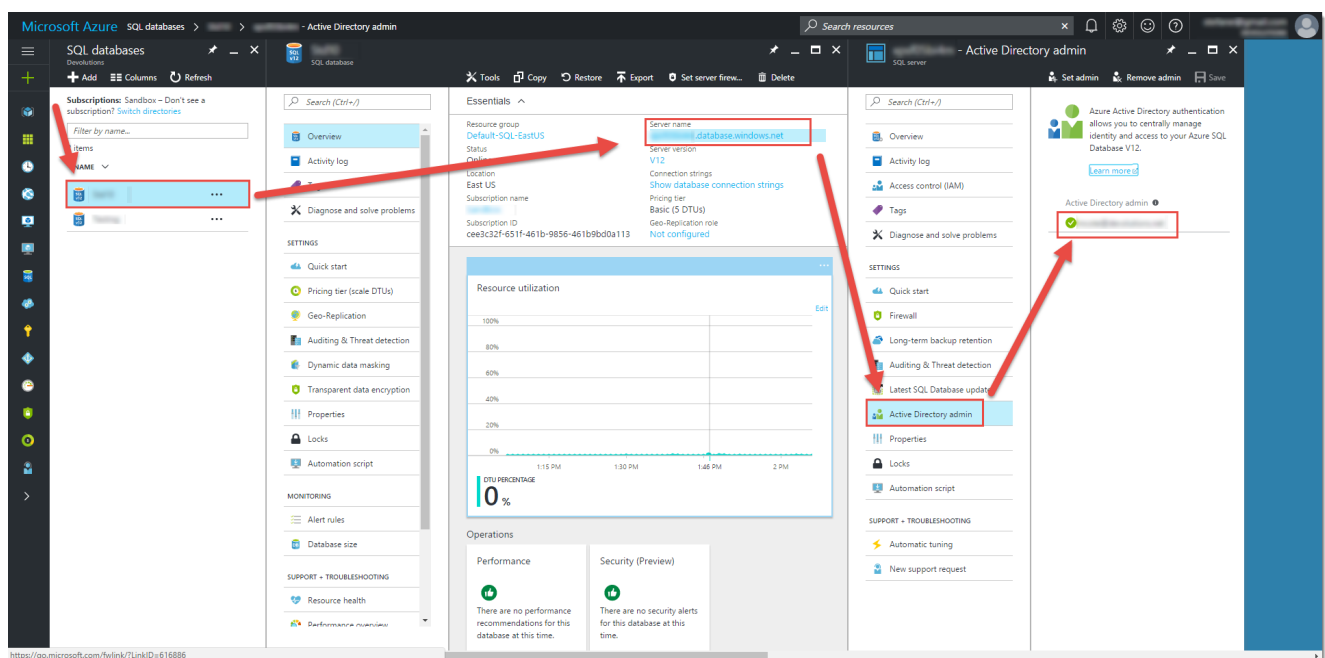 Microsoft Azure SQL databases > > - Active Directory admin
Search resources
SQL databases
Devolutions
Add Columns Refresh
Subscriptions: Sandbox – Don't see a
subscription? Switch directories
Filter by name...
items
NAME
SQL database
Search (Ctrl+/)
Overview
Activity log
Diagnose and solve problems
SETTINGS
Quick start
Pricing tier (scale DTUs)
Geo-Replication
Auditing & Threat detection
Dynamic data masking
Transparent data encryption
Properties
Locks
Automation script
MONITORING
Alert rules
Database size
SUPPORT + TROUBLESHOOTING
Resource health
Performance overview
Tools Copy Restore Export Set server firew... Delete
Essentials
Resource group
Default-SQL-EastUS
Status
Location
East US
Subscription name
Subscription ID
cee3c32f-651f-461b-9856-461b9bd0a113
Server name
.database.windows.net
Server version
V12
Connection strings
Show database connection strings
Pricing tier
Basic (5 DTUs)
Geo-Replication role
Not configured
Resource utilization
Edit
100%
80%
60%
40%
20%
0%
1:15 PM 1:30 PM 1:46 PM 2 PM
DTU PERCENTAGE
0 %
Operations
Performance
There are no performance
recommendations for this
database at this time.
Security (Preview)
There are no security alerts
for this database at this
time.
- Active Directory admin
SQL server
Set admin Remove admin Save
Search (Ctrl+/)
Overview
Activity log
Access control (IAM)
Tags
Diagnose and solve problems
SETTINGS
Quick start
Firewall
Long-term backup retention
Auditing & Threat detection
Latest SQL Database update
Active Directory admin
Properties
Locks
Automation script
SUPPORT + TROUBLESHOOTING
Automatic tuning
New support request
Azure Active Directory authentication
allows you to centrally manage
identity and access to your Azure SQL
Database V12.
Learn more
Active Directory admin
https://go.microsoft.com/fwlink/?LinkID=616886